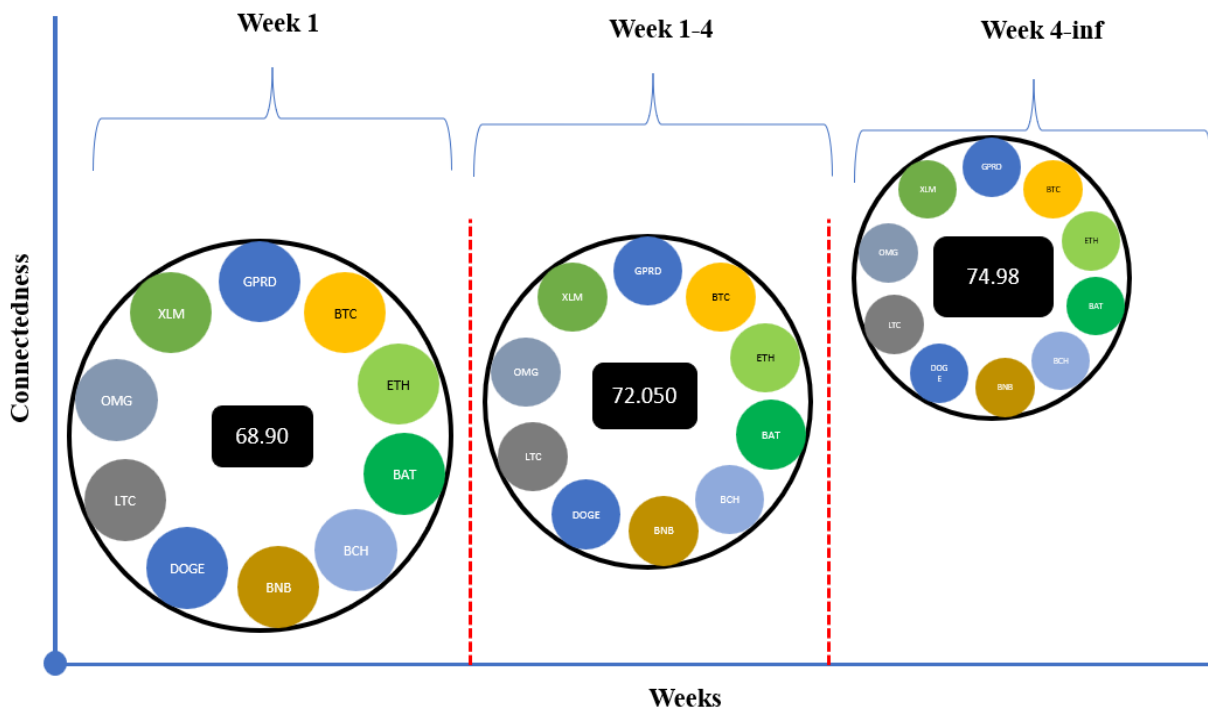 Week 1
Week 1-4
Week 4-inf
Connectedness
GPRD
BTC
ETH
BAT
BCH
BNB
DOGE
LTC
OMG
XLM
68.90
GPRD
BTC
ETH
BAT
BCH
BNB
DOGE
LTC
OMG
XLM
72.050
GPRD
BTC
ETH
BAT
BCH
BNB
DOG
E
LTC
OMG
XLM
74.98
Weeks